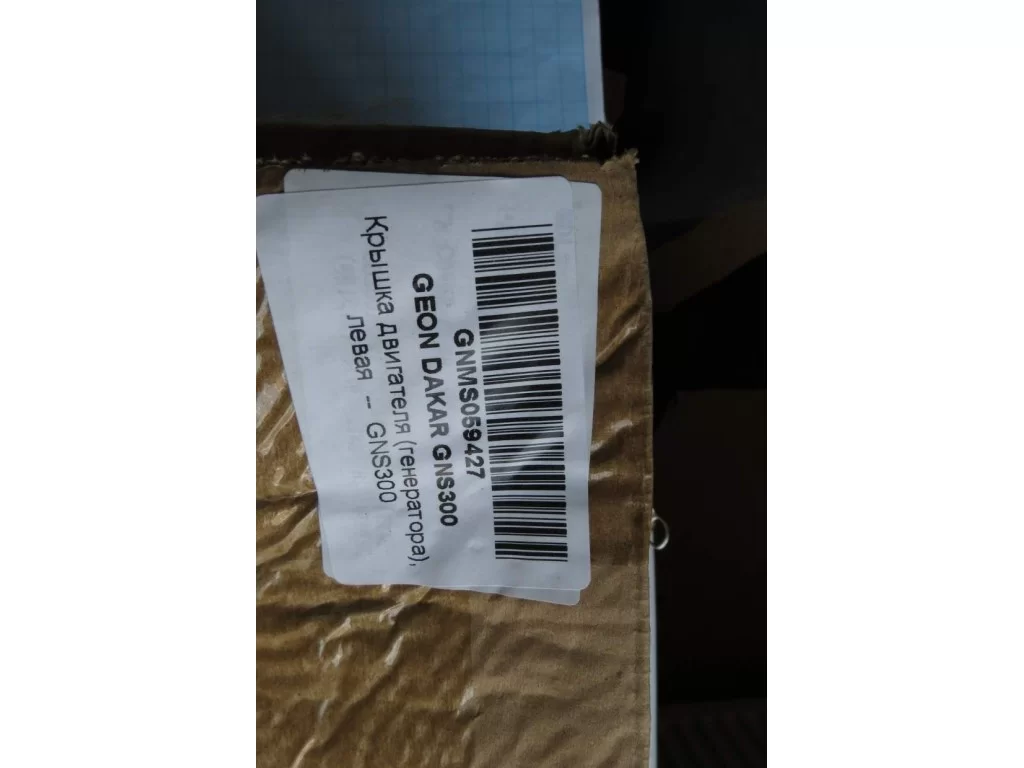 GNMS059427
GEON DAKAR GNS300
Крышка двигателя (генератора),
левая -- GNS300